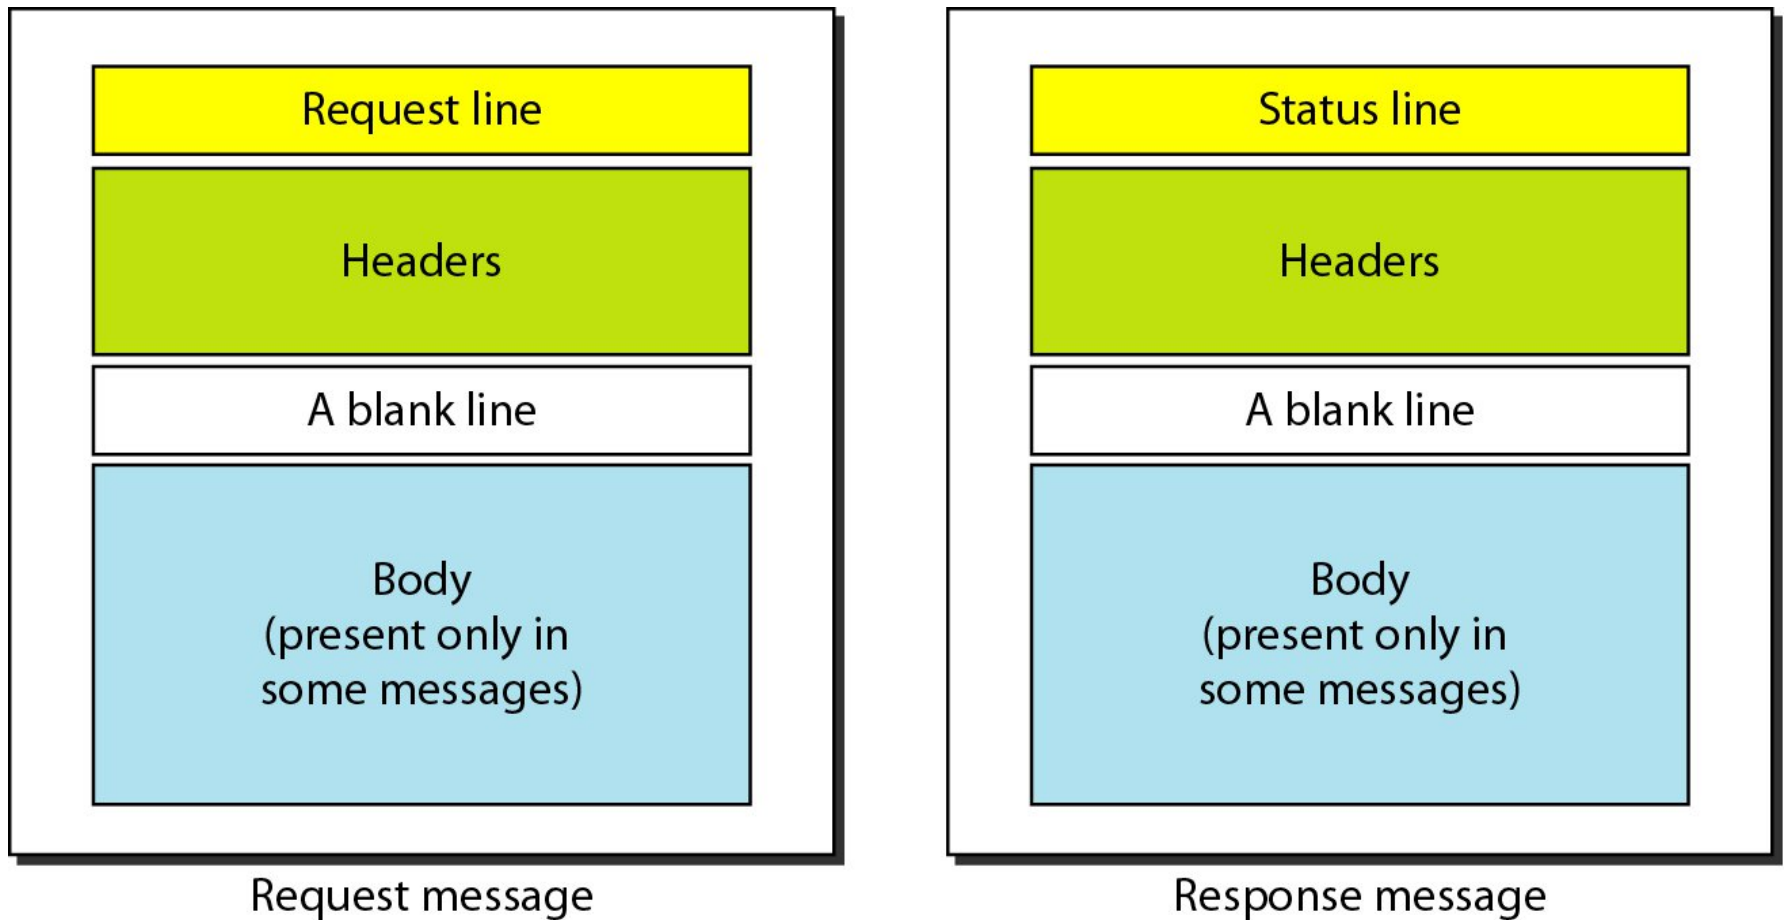 Request line
Headers
A blank line
Body
(present only in
some messages)
Request message
Status line
Headers
A blank line
Body
(present only in
some messages)
Response message